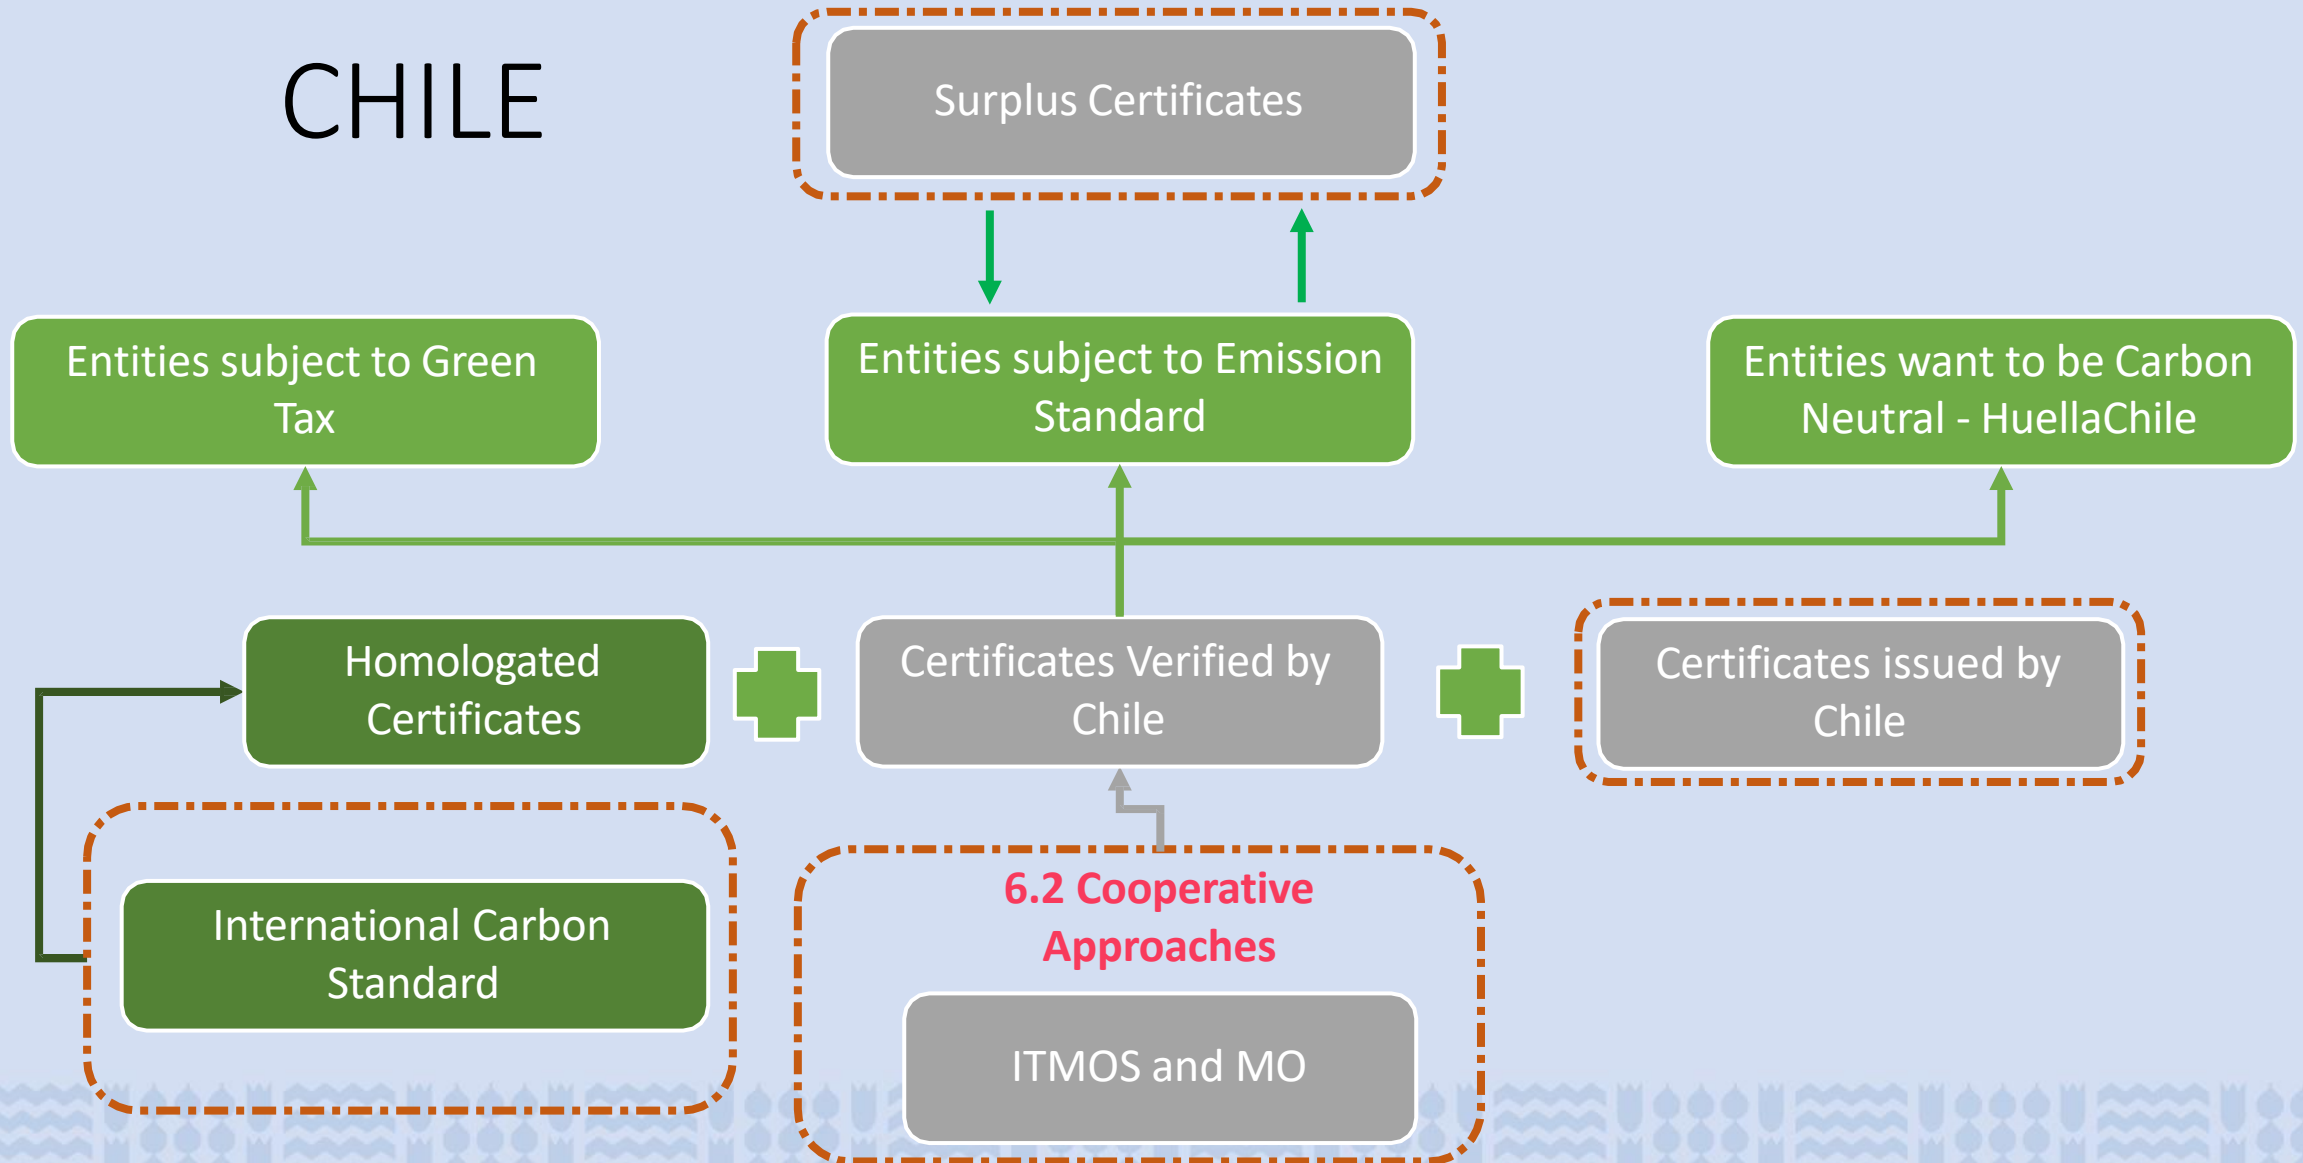 CHILE
Surplus Certificates
Entities subject to Green
Tax
Entities subject to Emission
Standard
Entities want to be Carbon
Neutral - HuellaChile
Homologated
Certificates
Certificates Verified by
Chile
Certificates issued by
Chile
International Carbon
Standard
6.2 Cooperative
Approaches
ITMOS and MO